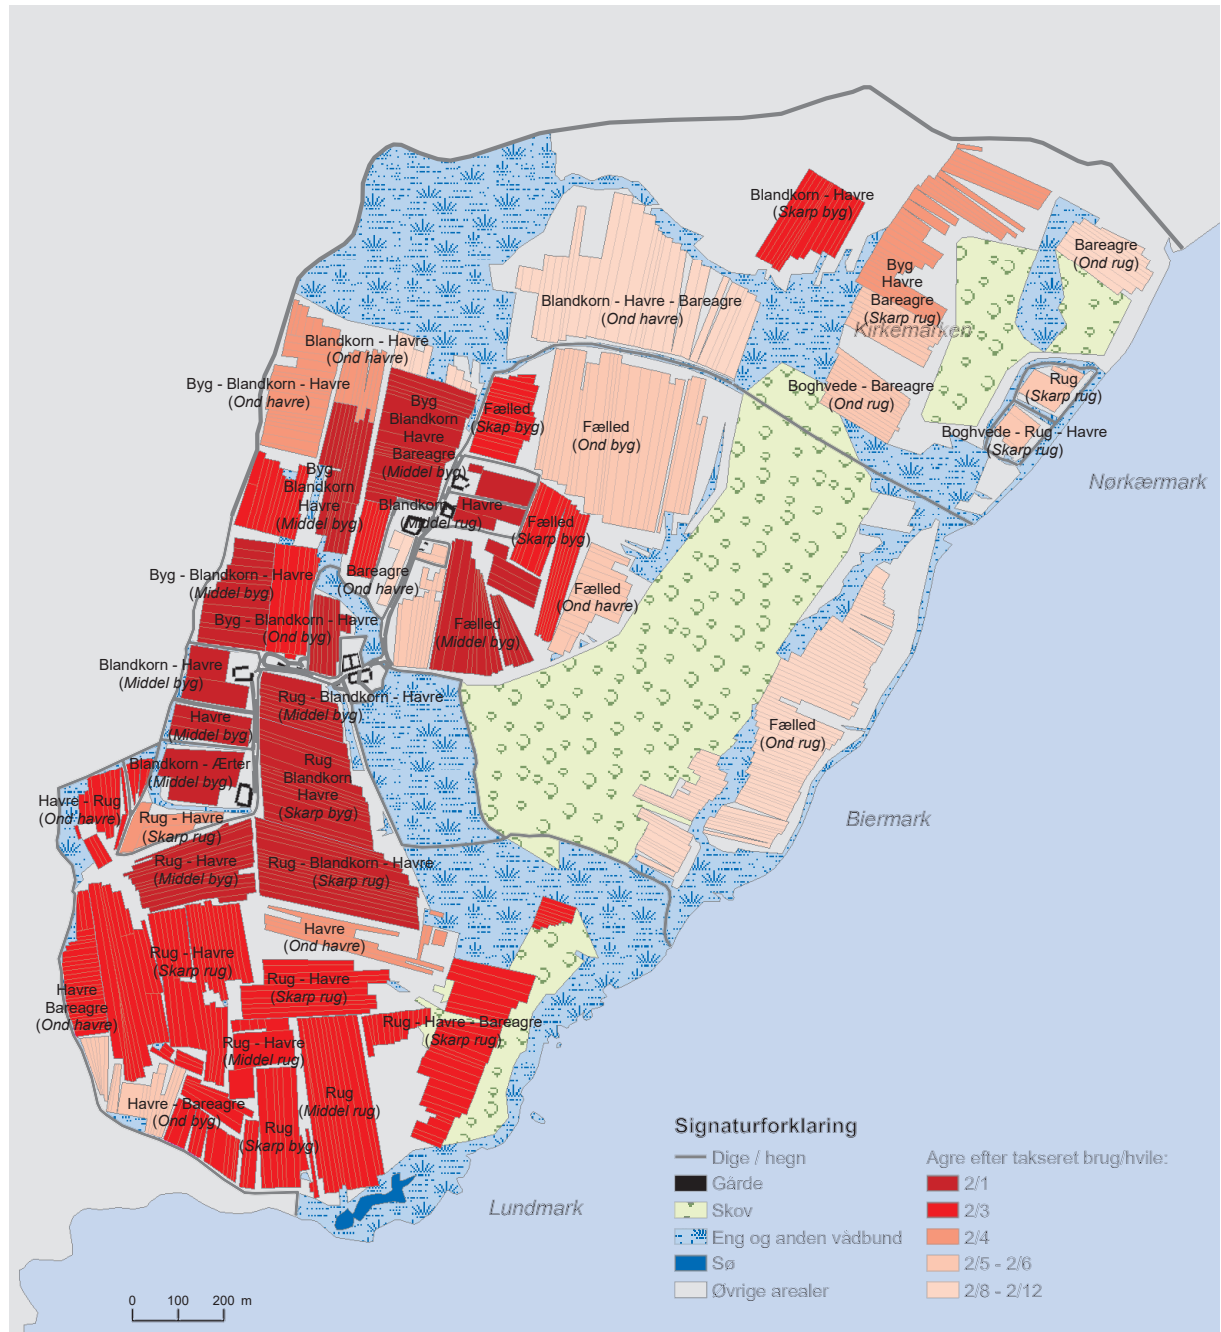 Blandkorn - Havre
(Skarp byg)
Bareagre
(Ond rug)
Byg
Havre
Bareagre
(Skarp rug)
Kirkemarken
Blandkorn - Havre - Bareagre
(Ond havre)
Blandkorn - Havre
(Ond havre)
Byg - Blandkorn - Havre
(Ond havre)
Boghvede - Bareagre
(Ond rug)
Rug
(Skarp rug)
Boghvede - Rug - Havre
(Skarp rug)
Nørkærmark
Byg
Blandkorn
Havre
Bareagre
(Middel byg)
Fælled
(Skap byg)
Fælled
(Ond byg)
Byg
Blandkorn
Havre
(Middel byg)
Blandkorn - Havre
(Middel rug)
Fælled
(Skarp byg)
Byg - Blandkorn - Havre
(Middel byg)
Bareagre
(Ond havre)
Fælled
(Ond havre)
Byg - Blandkorn - Havre
(Ond byg)
Fælled
(Middel byg)
Blandkorn - Havre
(Middel byg)
Rug - Blandkorn - Havre
(Middel byg)
Havre
(Middel byg)
Fælled
(Ond rug)
Blandkorn - Ærter
(Middel byg)
Rug
Blandkorn
Havre
(Skarp byg)
Havre - Rug
(Ond havre)
Rug - Havre
(Skarp rug)
Biermark
Rug - Havre
(Middel byg)
Rug - Blandkorn - Havre
(Skarp rug)
Havre
(Ond havre)
Rug - Havre
(Skarp rug)
Rug - Havre
(Skarp rug)
Havre
Bareagre
(Ond havre)
Rug - Havre - Bareagre
(Skarp rug)
Rug - Havre
(Middel rug)
Rug
(Middel rug)
Havre - Bareagre
(Ond byg)
Rug
(Skarp byg)
Lundmark
Signaturforklaring
Dige / hegn
Gårde
Skov
Eng og anden vådbund
Sø
Øvrige arealer
Agre efter takseret brug/hvile:
2/1
2/3
2/4
2/5 - 2/6
2/8 - 2/12
0 100 200 m